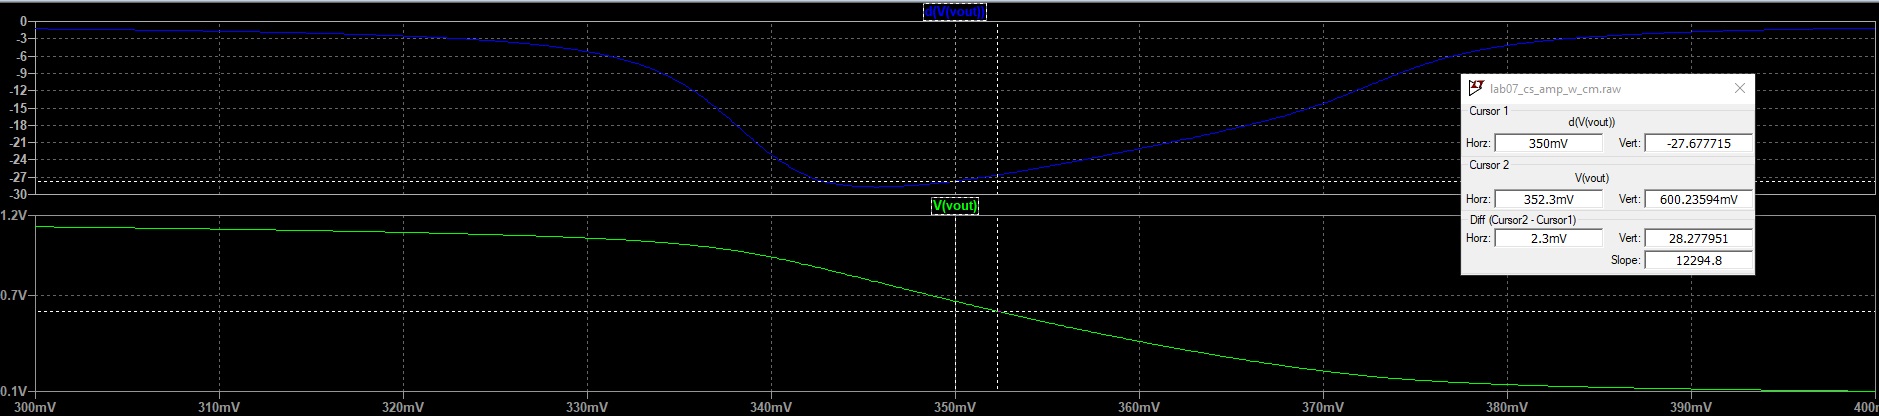 d(V(vout))
0
-3
-6
-9
-12
-15
-18
-21
-24
-27
-30
V(vout)
1.2V
0.7V
0.1V
300mV 310mV 320mV 330mV 340mV 350mV 360mV 370mV 380mV 390mV 400m
lab07_cs_amp_w_cm.raw
Cursor 1
d(V(vout))
Horz: 350mV Vert: -27.677715
Cursor 2
V(vout)
Horz: 352.3mV Vert: 600.23594mV
Diff (Cursor2 - Cursor1)
Horz: 2.3mV Vert: 28.277951
Slope: 12294.8